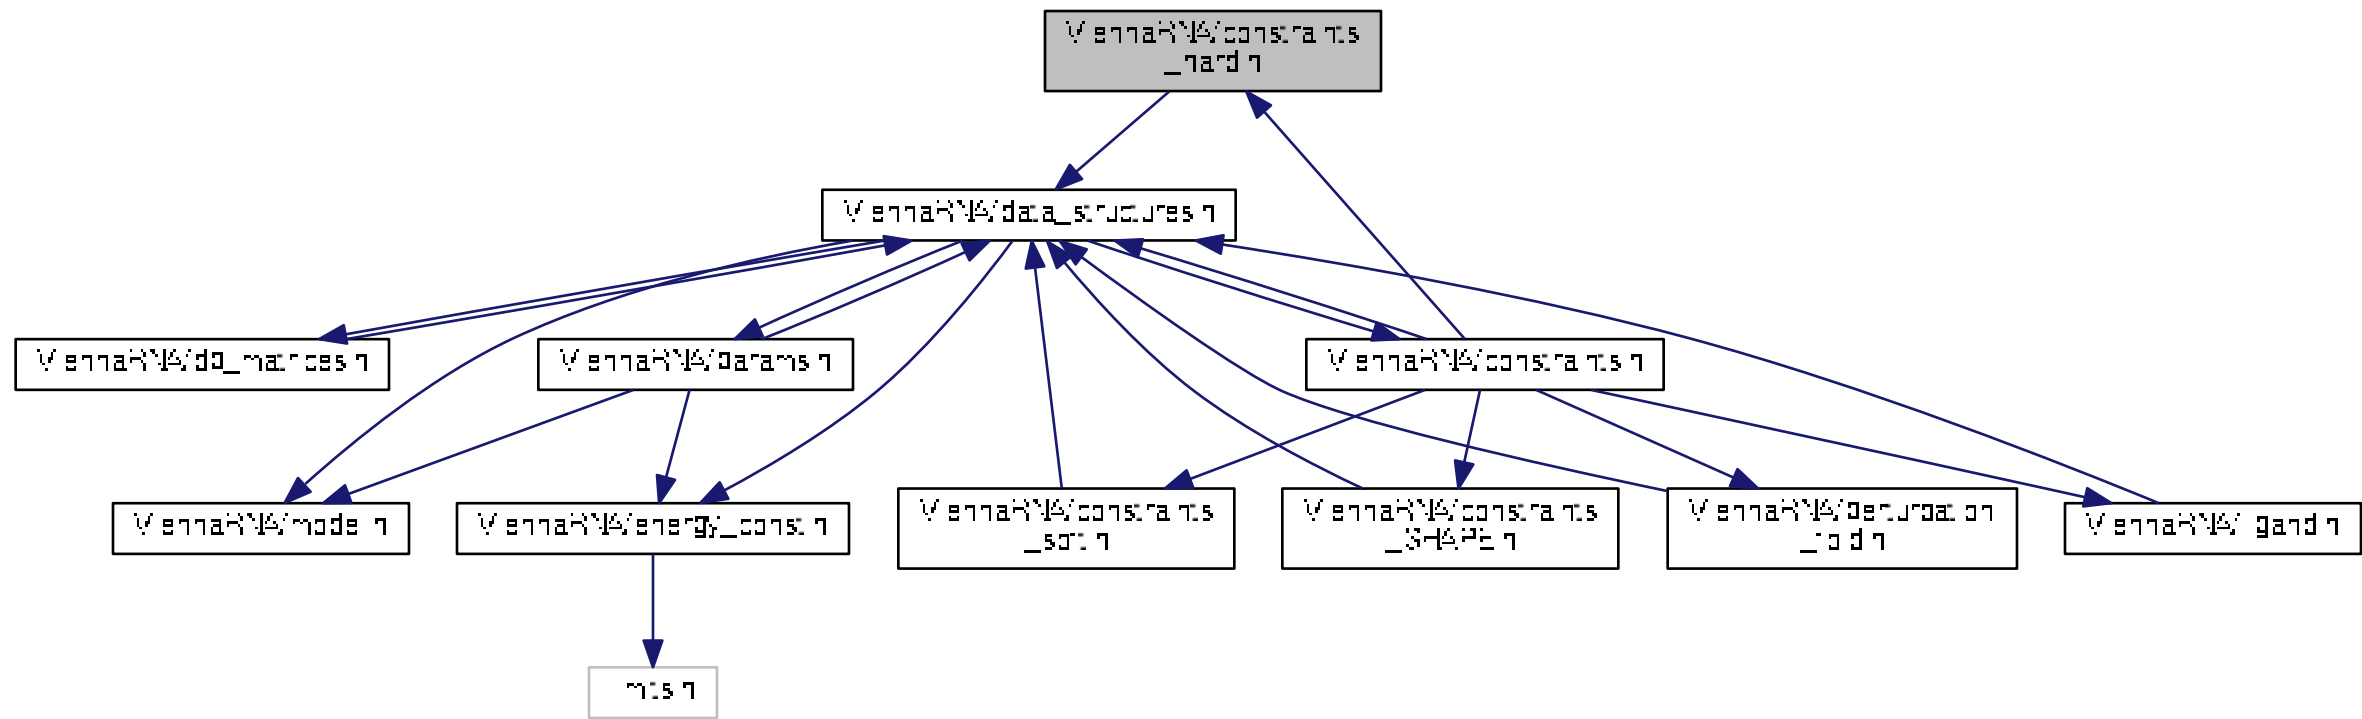 ViennaRNA/constraints
_hard.h
ViennaRNA/data_structures.h
ViennaRNA/dp_matrices.h
ViennaRNA/params.h
ViennaRNA/constraints.h
ViennaRNA/model.h
ViennaRNA/energy_const.h
ViennaRNA/constraints
_soft.h
ViennaRNA/constraints
_SHAPE.h
ViennaRNA/perturbation
_fold.h
ViennaRNA/ligand.h
limits.h